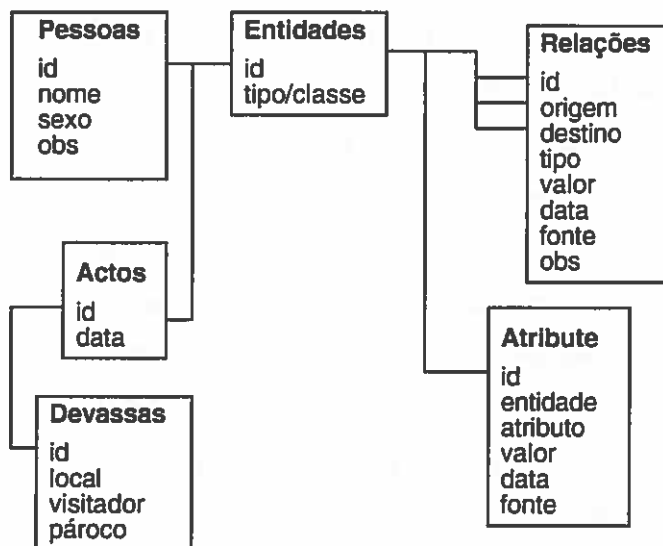 Pessoas
id
nome
sexo
obs
Entidades
id
tipo/classe
Relações
id
origem
destino
tipo
valor
data
fonte
obs
Actos
id
data
Atribute
id
entidade
atributo
valor
data
fonte
Devassas
id
local
visitador
pároco